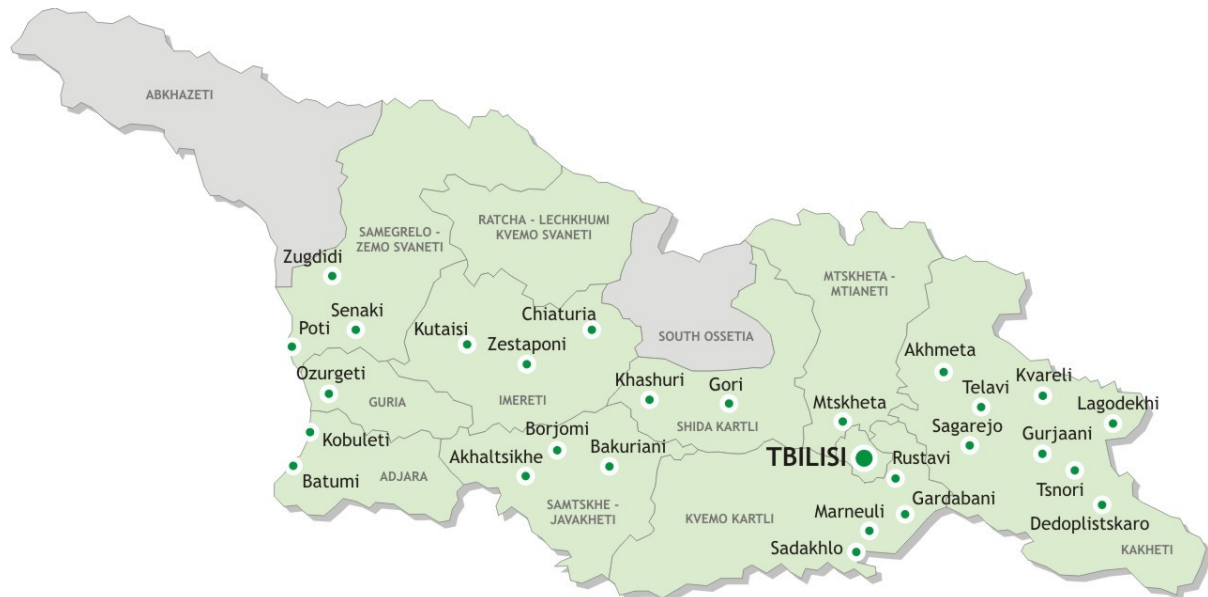 ABKHAZETI
RATCHA - LECHKHUMI
KVEMO SVANETI
SAMEGRELO -
ZEMO SVANETI
Zugdidi
MTSKHETA -
MTIANETI
Senaki
Poti
Kutaisi
Chiaturia
Zestaponi
SOUTH OSSETIA
Akhmeta
Ozurgeti
GURIA
IMERETI
Khashuri
Gori
Telavi
Kvareli
Mtskheta
Lagodekhi
SHIDA KARTLI
Kobuleti
Borjomi
Bakuriani
Sagarejo
Gurjaani
TBILISI
Rustavi
Akhaltsikhe
ADJARA
Batumi
Tsnori
SAMTSKHE -
JAVAKHETI
KVEMO KARTLI
Marneuli
Gardabani
Dedoplistskaro
Sadakhlo
KAKHETI